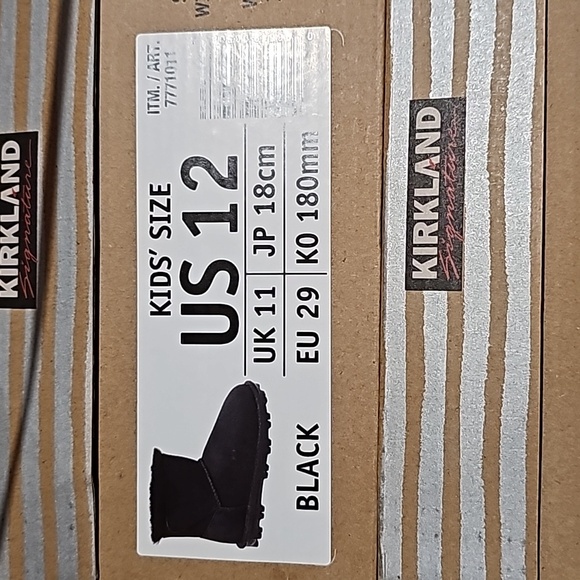 KIRKLAND
Signature
ITM. / ART.
7771011
KIDS' SIZE
US 12
UK 11
JP 18cm
EU 29
KO 180mm
BLACK
KIRKLAND
Signature